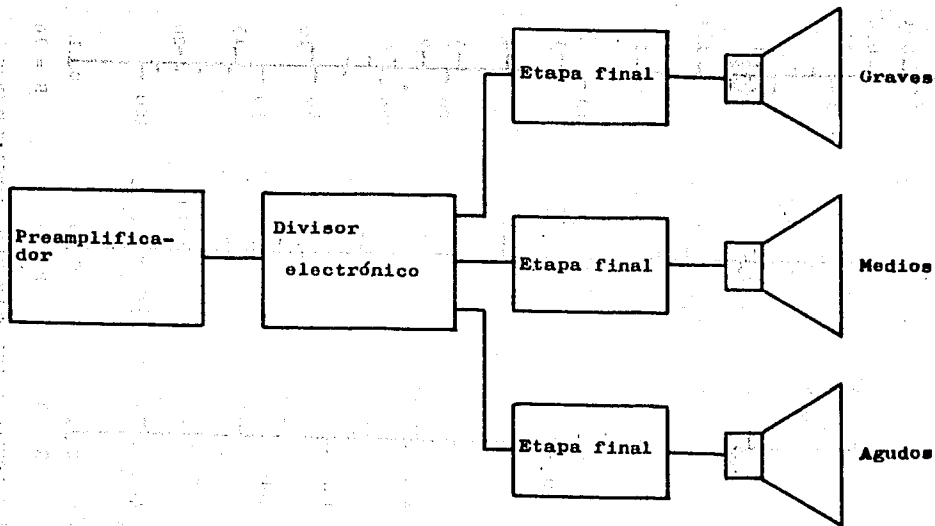 Etapa final
Graves
Preamplifica-
dor
Divisor
electrónico
Etapa final
Medios
Etapa final
Agudos